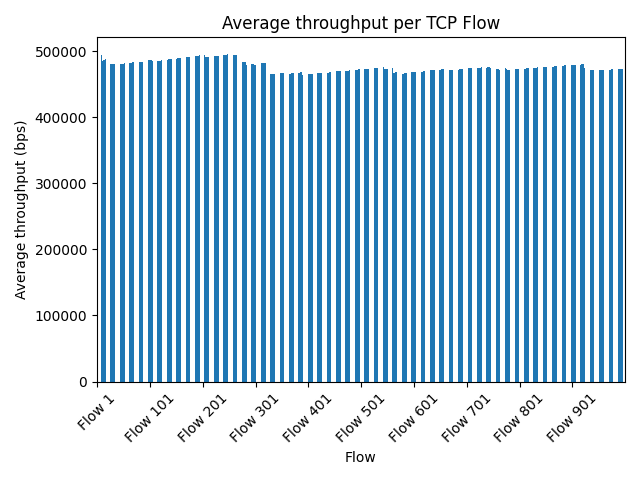 Average throughput per TCP Flow
Average throughput (bps)
500000
400000
300000
200000
100000
0
Flow 1
Flow 101
Flow 201
Flow 301
Flow 401
Flow 501
Flow 601
Flow 701
Flow 801
Flow 901
Flow